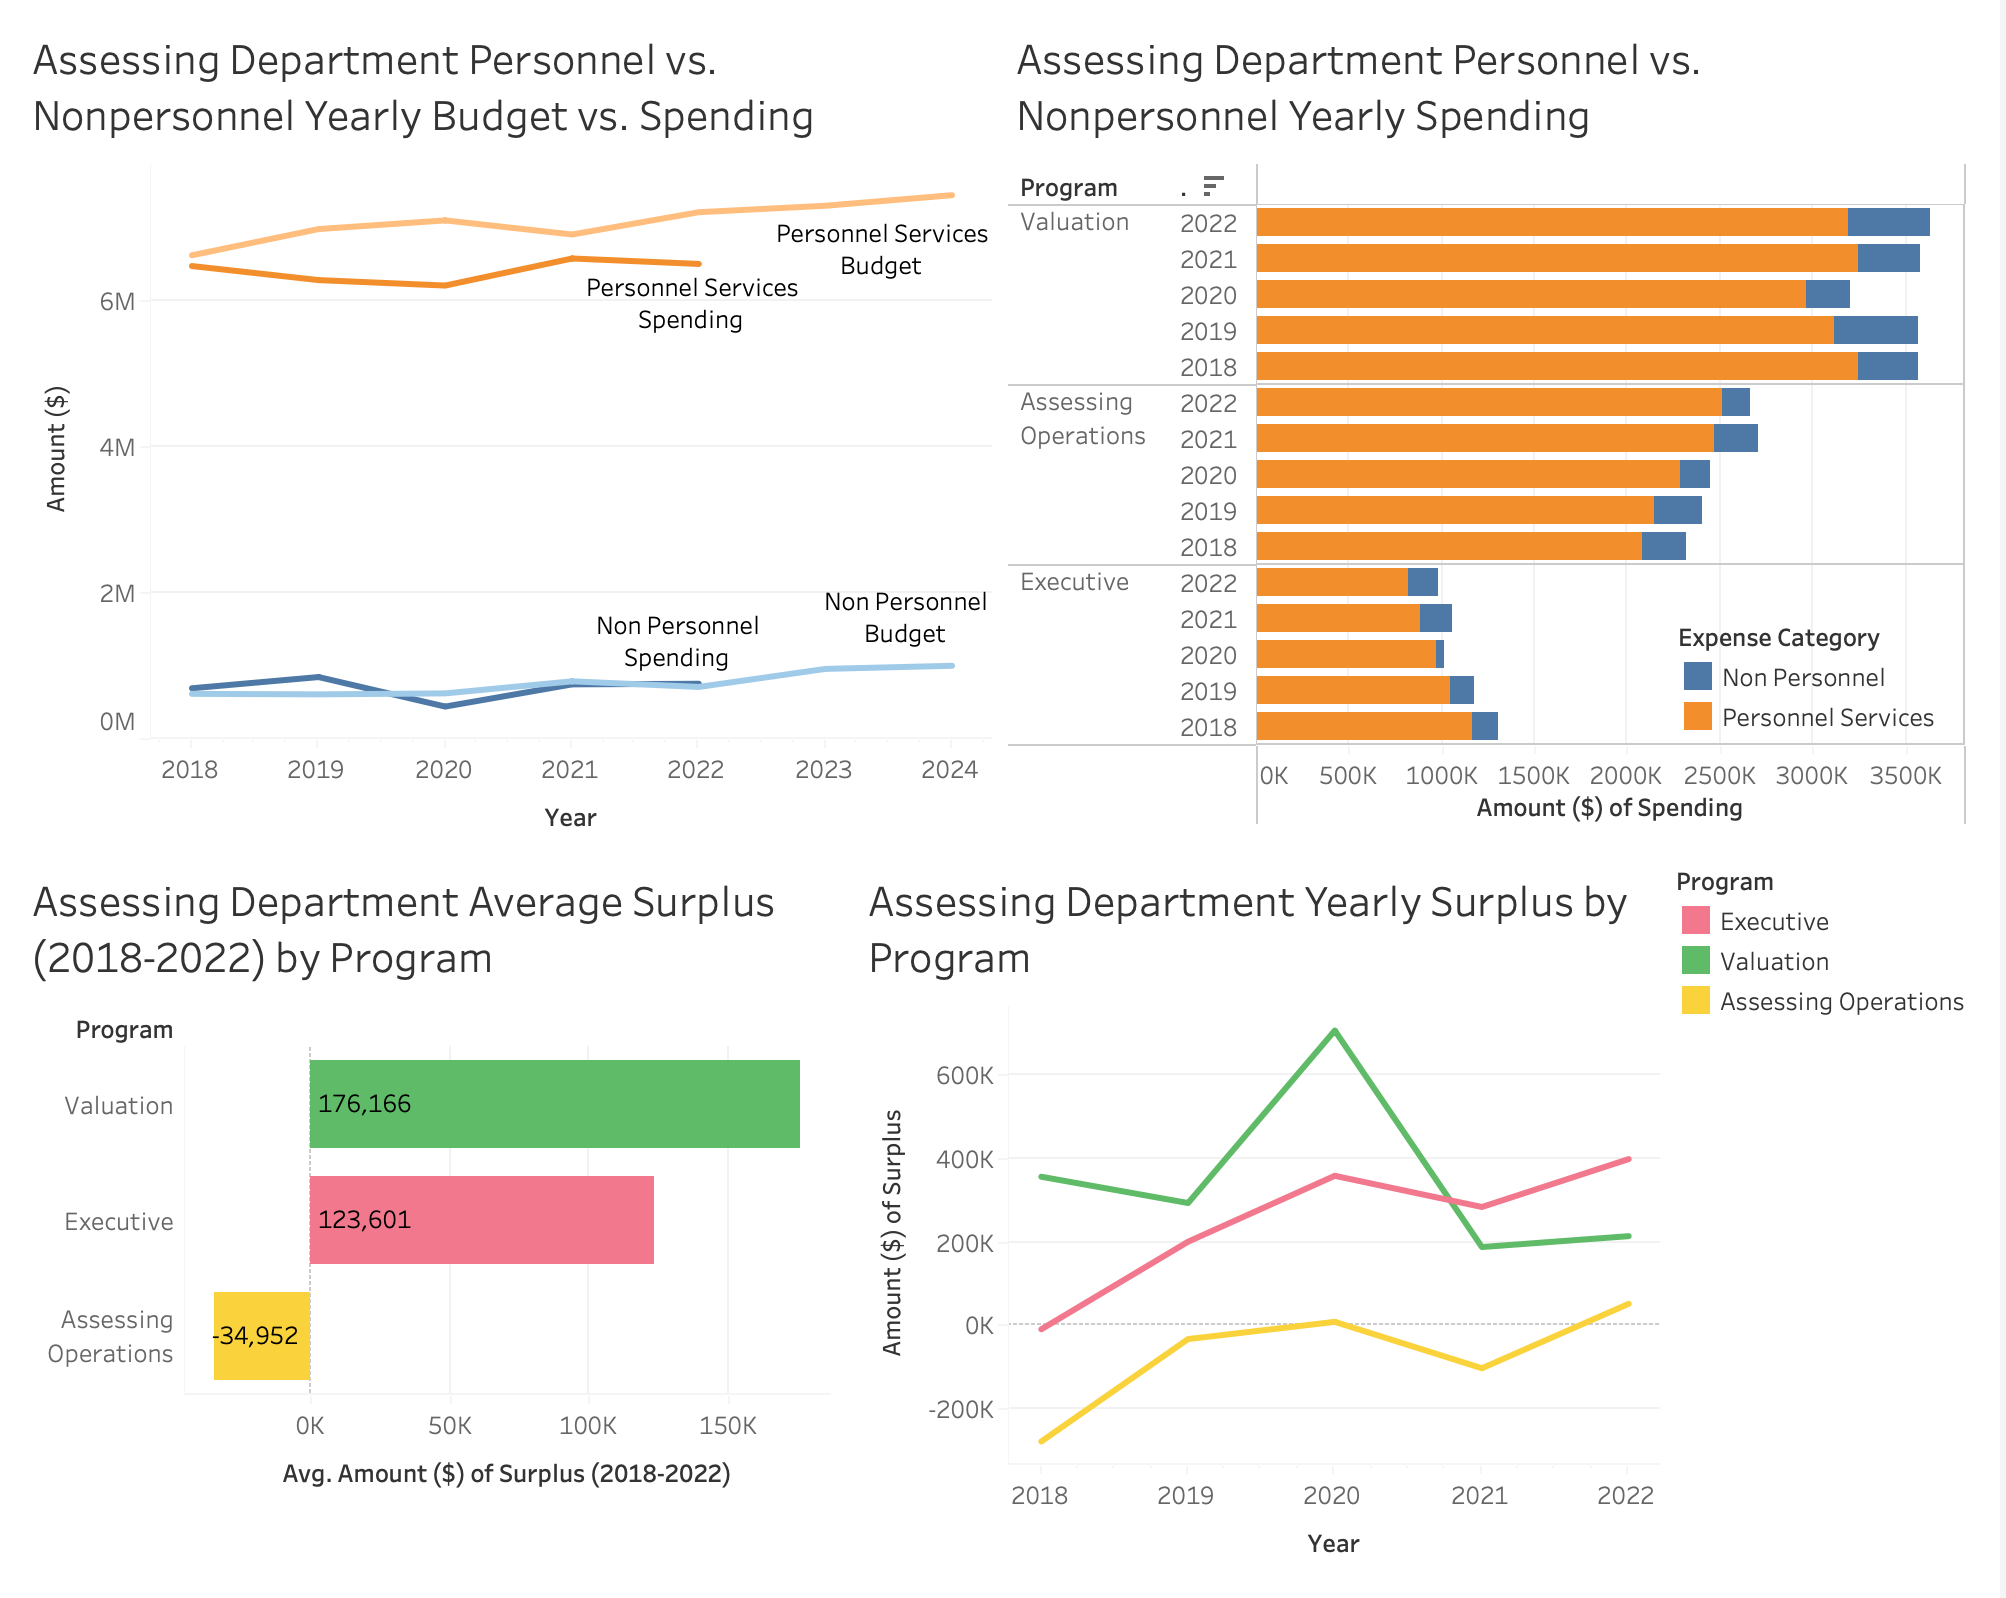 Assessing Department Personnel vs.
Nonpersonnel Yearly Budget vs. Spending
Amount ($)
6M
4M
2M
0M
Personnel Services
Budget
Personnel Services
Spending
Non Personnel
Budget
Non Personnel
Spending
2018 2019 2020 2021 2022 2023 2024
Year
Assessing Department Personnel vs.
Nonpersonnel Yearly Spending
Program .
Valuation 2022
2021
2020
2019
2018
Assessing 2022
Operations 2021
2020
2019
2018
Executive 2022
2021
2020
2019
2018
Expense Category
Non Personnel
Personnel Services
0K 500K 1000K 1500K 2000K 2500K 3000K 3500K
Amount ($) of Spending
Assessing Department Average Surplus
(2018-2022) by Program
Program
Valuation 176,166
Executive 123,601
Assessing
Operations
-34,952
0K 50K 100K 150K
Avg. Amount ($) of Surplus (2018-2022)
Assessing Department Yearly Surplus by
Program
Program
Executive
Valuation
Assessing Operations
Amount ($) of Surplus
600K
400K
200K
0K
-200K
2018 2019 2020 2021 2022
Year